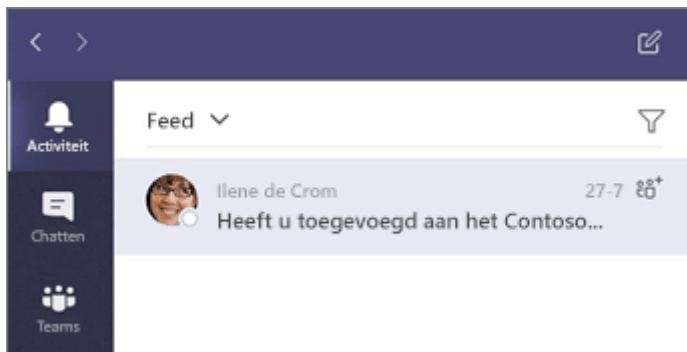 Activiteit
Feed
Ilene de Crom 27-7
Heeft u toegevoegd aan het Contoso...
Chatten
Teams